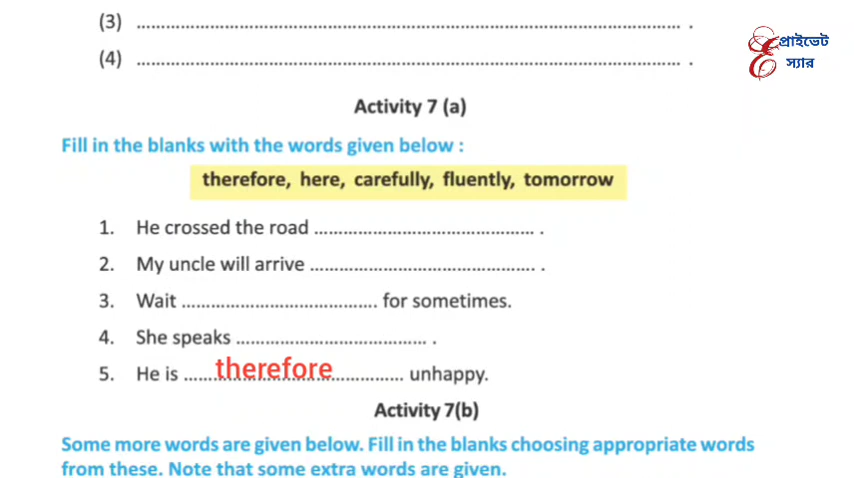 (3) ........................................................................................................ .
(4) ........................................................................................................ .
প্রাইভেট
স্যার
Activity 7 (a)
Fill in the blanks with the words given below :
therefore, here, carefully, fluently, tomorrow
1. He crossed the road .......................................... .
2. My uncle will arrive ........................................... .
3. Wait ..................................... for sometimes.
4. She speaks .................................... .
5. He is ......therefore.............. unhappy.
Activity 7(b)
Some more words are given below. Fill in the blanks choosing appropriate words
from these. Note that some extra words are given.